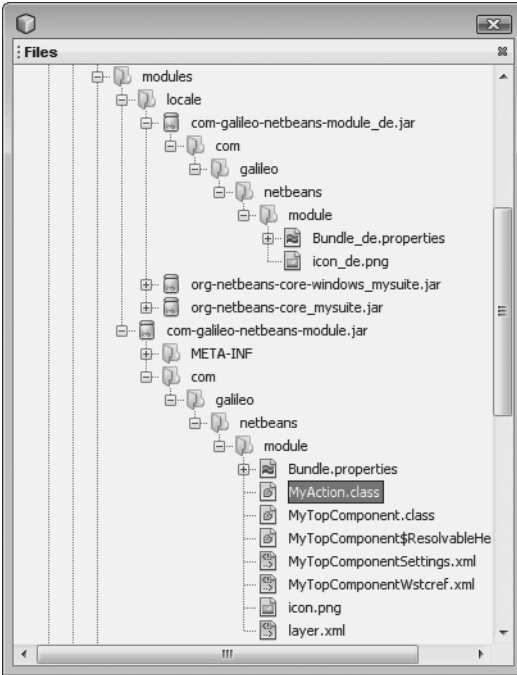 Files
modules
locale
com-galileo-netbeans-module_de.jar
com
galileo
netbeans
module
Bundle_de.properties
icon_de.png
org-netbeans-core-windows_mysuite.jar
org-netbeans-core_mysuite.jar
com-galileo-netbeans-module.jar
META-INF
com
galileo
netbeans
module
Bundle.properties
MyAction.class
MyTopComponent.class
MyTopComponent$ResolvableHe
MyTopComponentSettings.xml
MyTopComponentWstcref.xml
icon.png
layer.xml